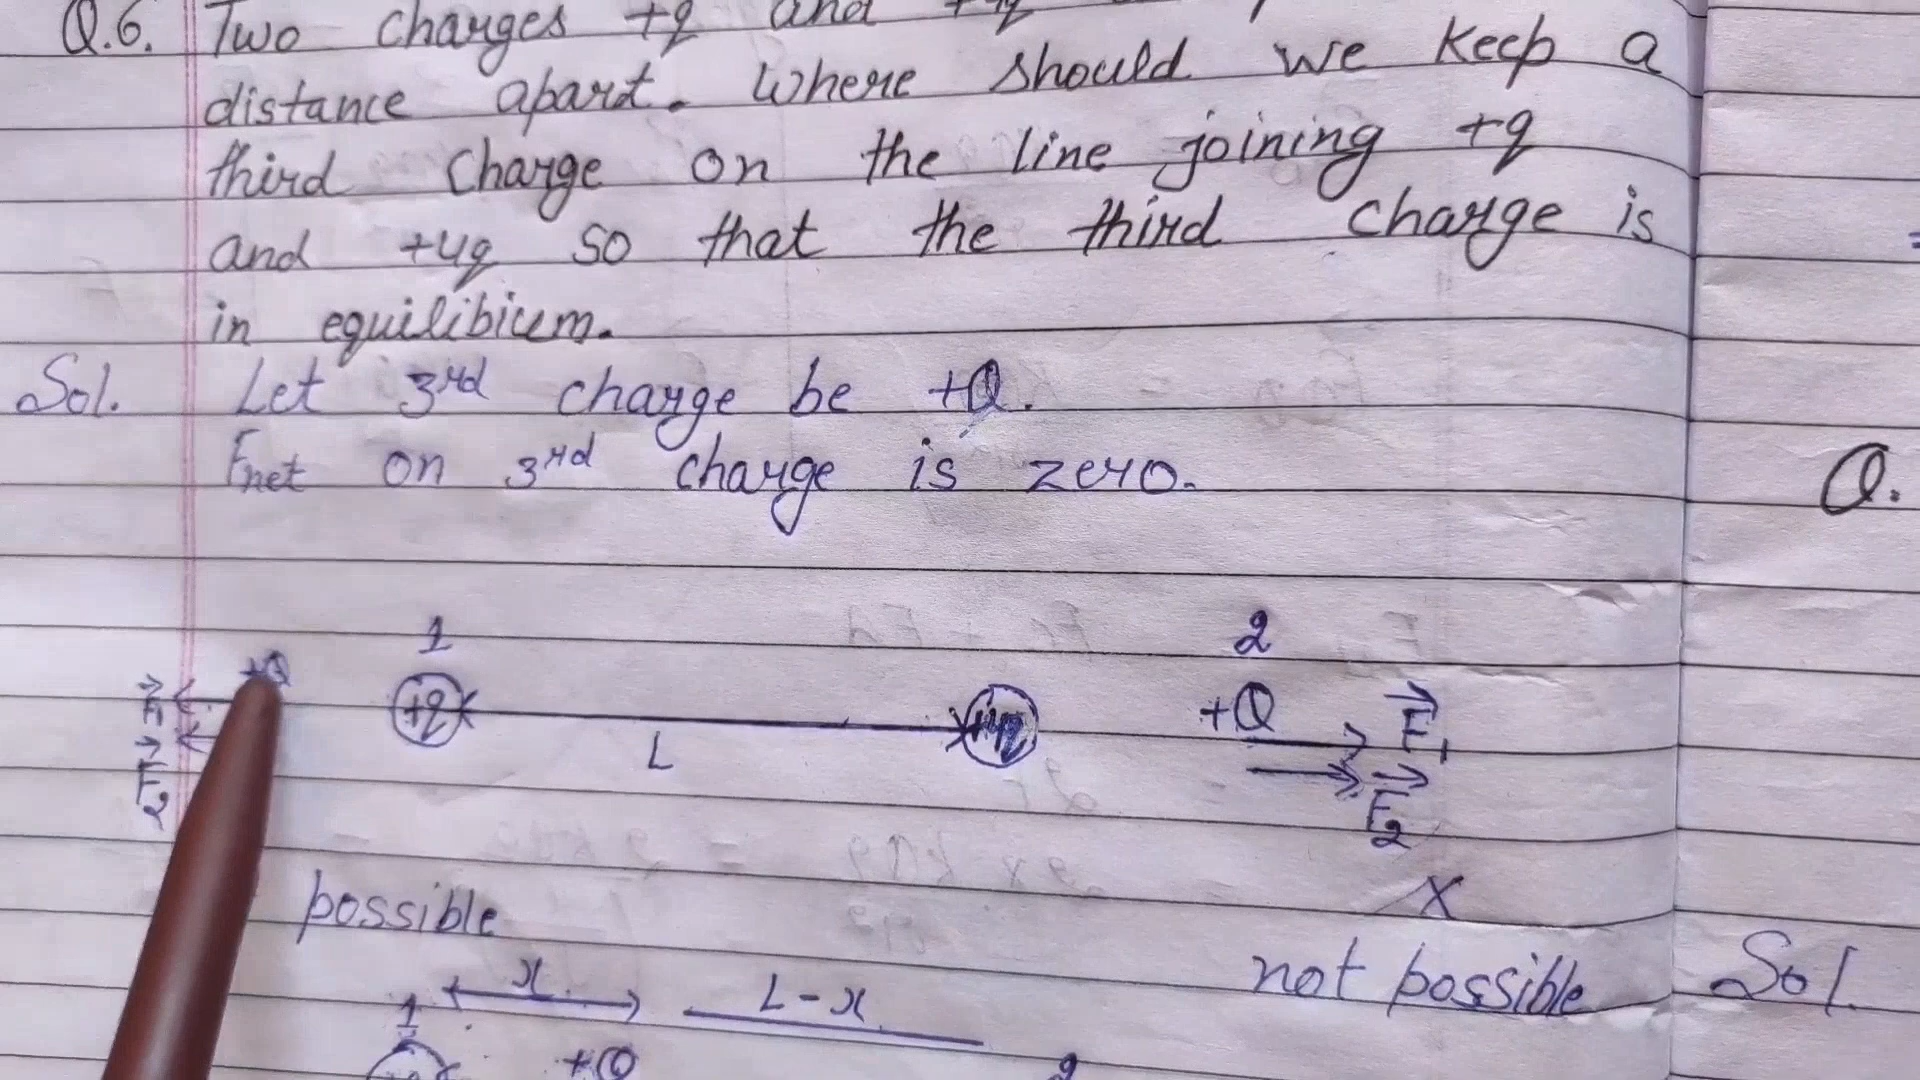 Q.6. Two charges +q and
distance apart. Where should we keep a
third charge on the line joining +q
and +4q so that the third charge is
in equilibium.
Sol. Let 3rd charge be +Q.
Fnet on 3rd charge is zero.
Q.
1 2
+Q +q +4q +Q F1
L
F2 F2
X
possible
not possible
Sol.
x L-x
1
+Q 2